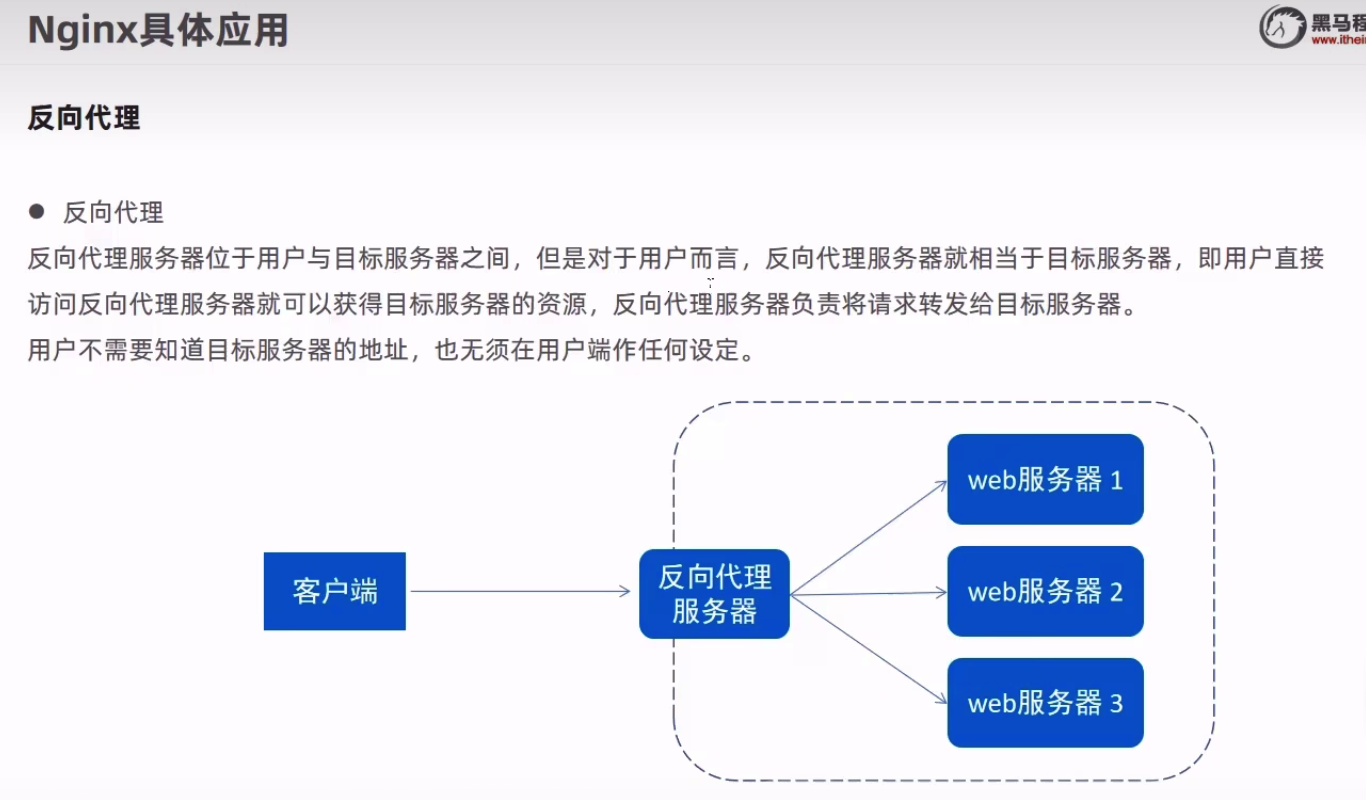 Nginx具体应用
黑马程
www.ithei
反向代理
● 反向代理
反向代理服务器位于用户与目标服务器之间，但是对于用户而言，反向代理服务器就相当于目标服务器，即用户直接
访问反向代理服务器就可以获得目标服务器的资源，反向代理服务器负责将请求转发给目标服务器。
用户不需要知道目标服务器的地址，也无须在用户端作任何设定。
web服务器 1
客户端
反向代理
服务器
web服务器 2
web服务器 3